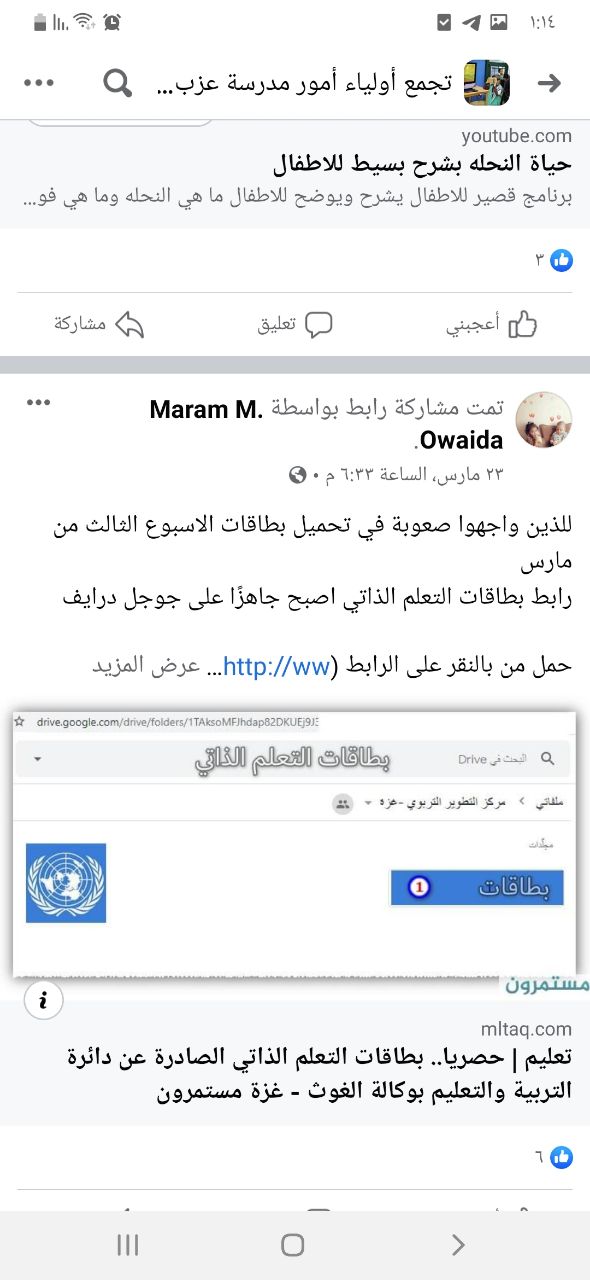 ١:١٤
تجمع أولياء أمور مدرسة عزب...
youtube.com
حياة النحله بشرح بسيط للاطفال
برنامج قصير للاطفال يشرح ويوضح للاطفال ما هي النحله وما هي فو...
٣
أعجبني تعليق مشاركة
تمت مشاركة رابط بواسطة Maram M.
Owaida.
٢٣ مارس، الساعة ٦:٣٣ م •
للذين واجهوا صعوبة في تحميل بطاقات الاسبوع الثالث من
مارس
رابط بطاقات التعلم الذاتي اصبح جاهزًا على جوجل درايف
حمل من بالنقر على الرابط (http://ww... عرض المزيد
drive.google.com/drive/folders/1TAksoMFJhdap82DKUEj9J3
البحث في Drive بطاقات التعلم الذاتي
ملفاتي > مركز التطوير التربوي -غزة
مجلّدات
بطاقات 1
مستمرون
mltaq.com
تعليم | حصريا.. بطاقات التعلم الذاتي الصادرة عن دائرة
التربية والتعليم بوكالة الغوث - غزة مستمرون
٦